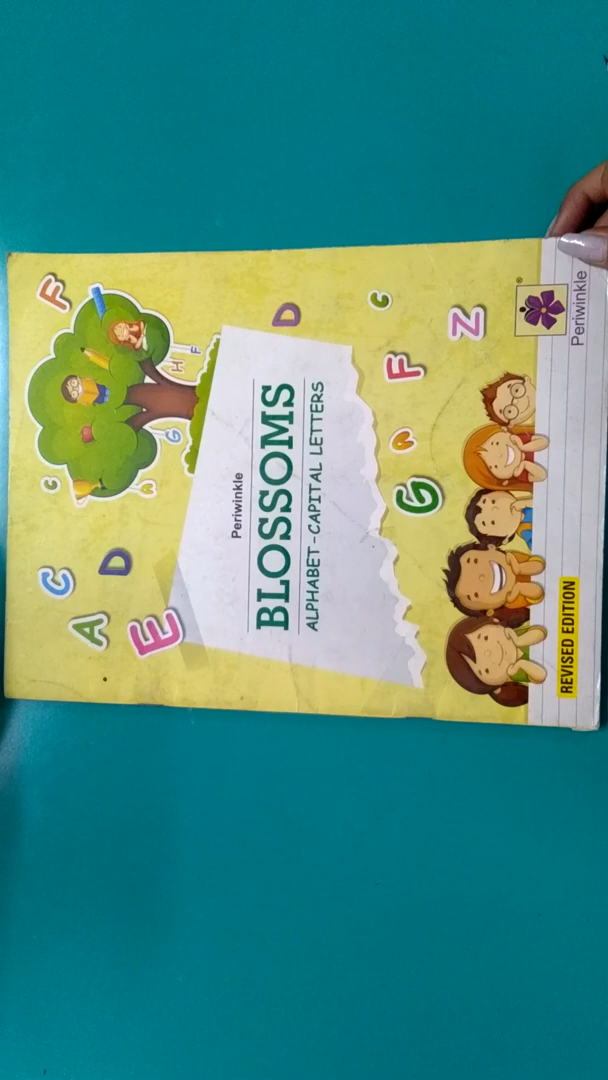 F
H
F
G
G
A
C
A
D
E
D
Periwinkle
BLOSSOMS
ALPHABET-CAPITAL LETTERS
G
F
A
G
Z
REVISED EDITION
Periwinkle